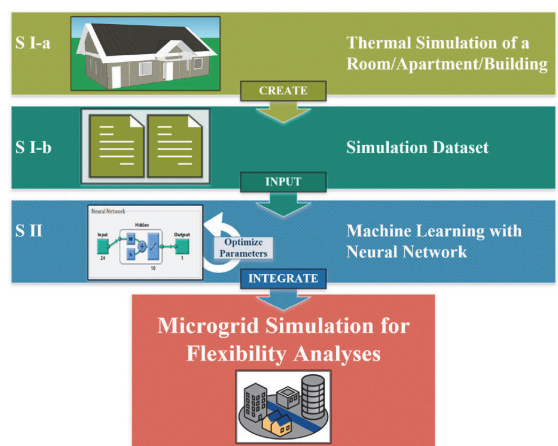 S I-a
Thermal Simulation of a
Room/Apartment/Building
CREATE
S I-b
Simulation Dataset
INPUT
S II
Neural Network
Hidden
Input
Output
W
b
24
10
1
Optimize
Parameters
Machine Learning with
Neural Network
INTEGRATE
Microgrid Simulation for
Flexibility Analyses